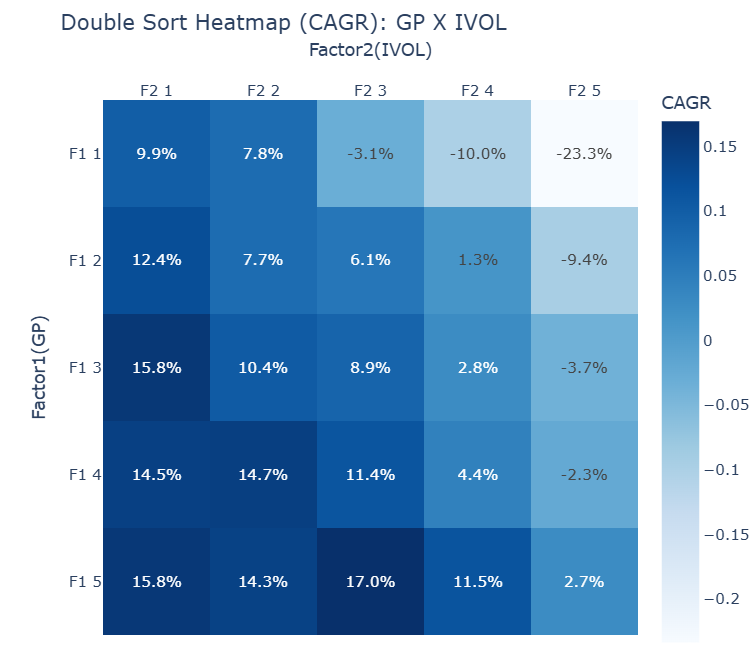 Double Sort Heatmap (CAGR): GP X IVOL
Factor2(IVOL)
F2 1 F2 2 F2 3 F2 4 F2 5
CAGR
F1 1 9.9% 7.8% -3.1% -10.0% -23.3%
F1 2 12.4% 7.7% 6.1% 1.3% -9.4%
F1 3 15.8% 10.4% 8.9% 2.8% -3.7%
F1 4 14.5% 14.7% 11.4% 4.4% -2.3%
F1 5 15.8% 14.3% 17.0% 11.5% 2.7%
Factor1(GP)
0.15
0.1
0.05
0
−0.05
−0.1
−0.15
−0.2